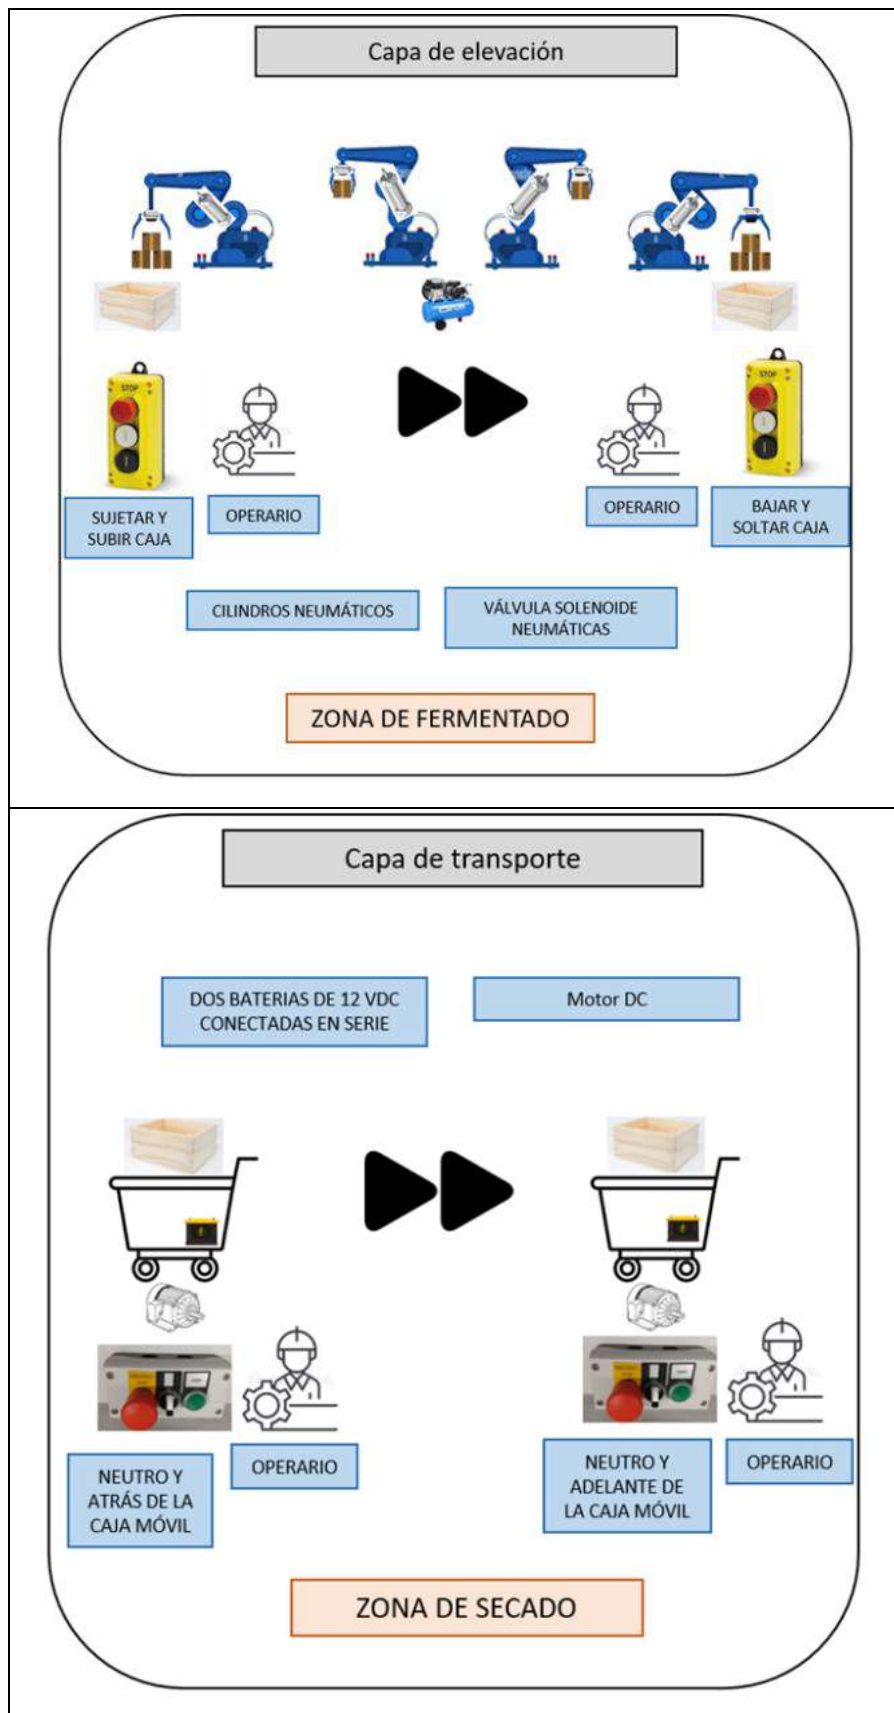 Capa de elevación
STOP
STOP
SUJETAR Y
SUBIR CAJA
OPERARIO
OPERARIO
BAJAR Y
SOLTAR CAJA
CILINDROS NEUMÁTICOS
VÁLVULA SOLENOIDE
NEUMÁTICAS
ZONA DE FERMENTADO
Capa de transporte
DOS BATERIAS DE 12 VDC
CONECTADAS EN SERIE
Motor DC
NEUTRO Y
ATRÁS DE LA
CAJA MÓVIL
OPERARIO
NEUTRO Y
ADELANTE DE
LA CAJA MÓVIL
OPERARIO
ZONA DE SECADO